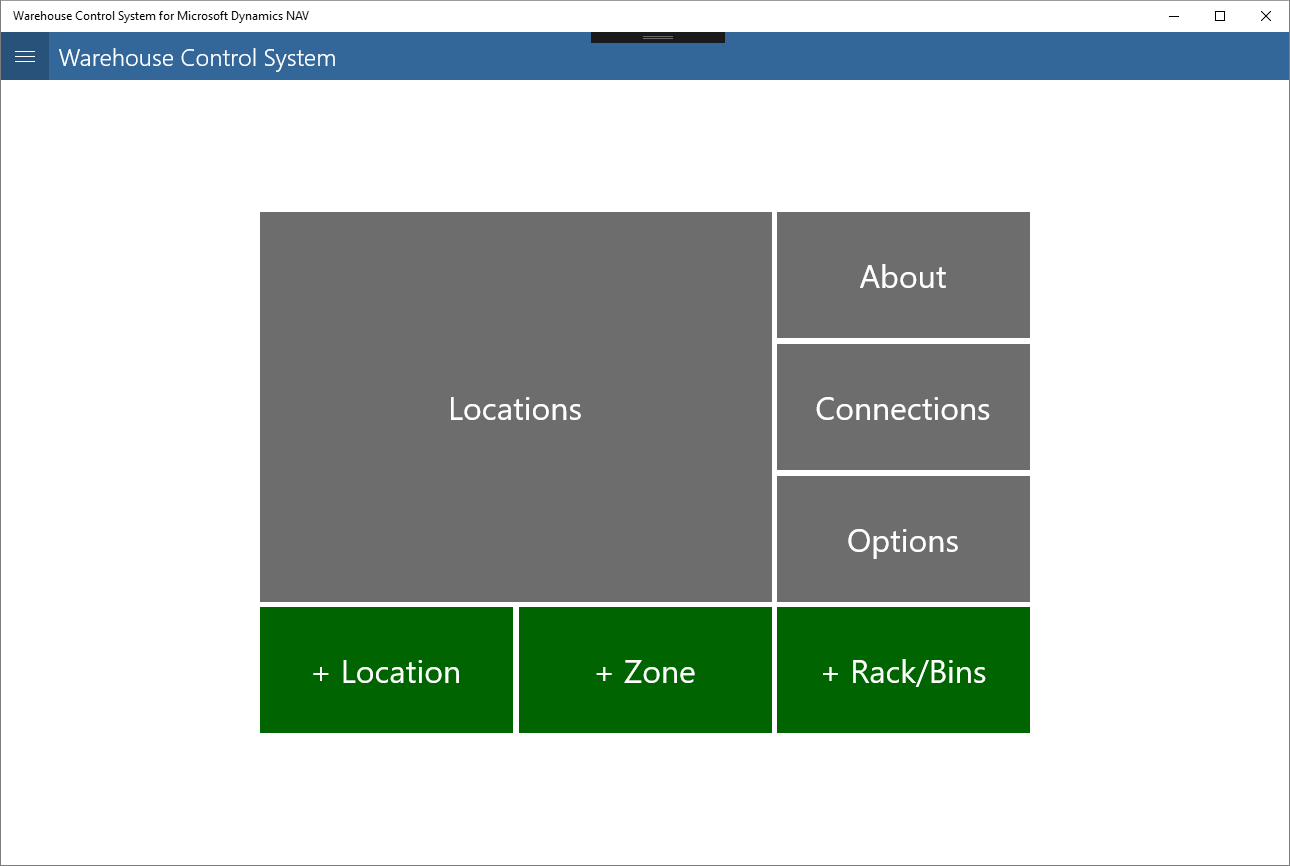 Warehouse Control System for Microsoft Dynamics NAV
Warehouse Control System
Locations
About
Connections
Options
+ Location
+ Zone
+ Rack/Bins